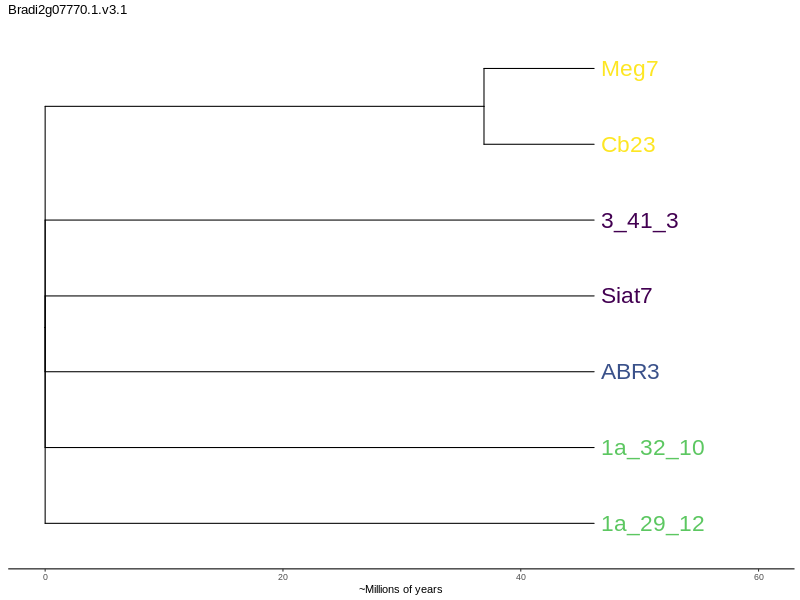 Bradi2g07770.1.v3.1
Meg7
Cb23
3_41_3
Siat7
ABR3
1a_32_10
1a_29_12
0 20 40 60
~Millions of years